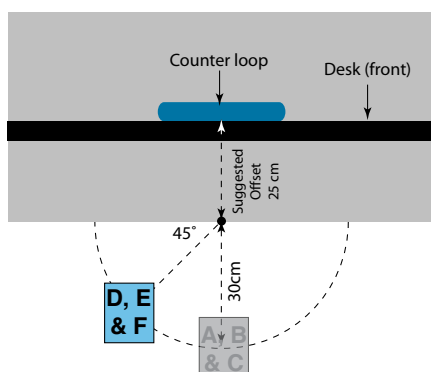 Counter loop
Desk (front)
Suggested
Offset
25 cm
45˚
30cm
D, E
& F
A, B
& C